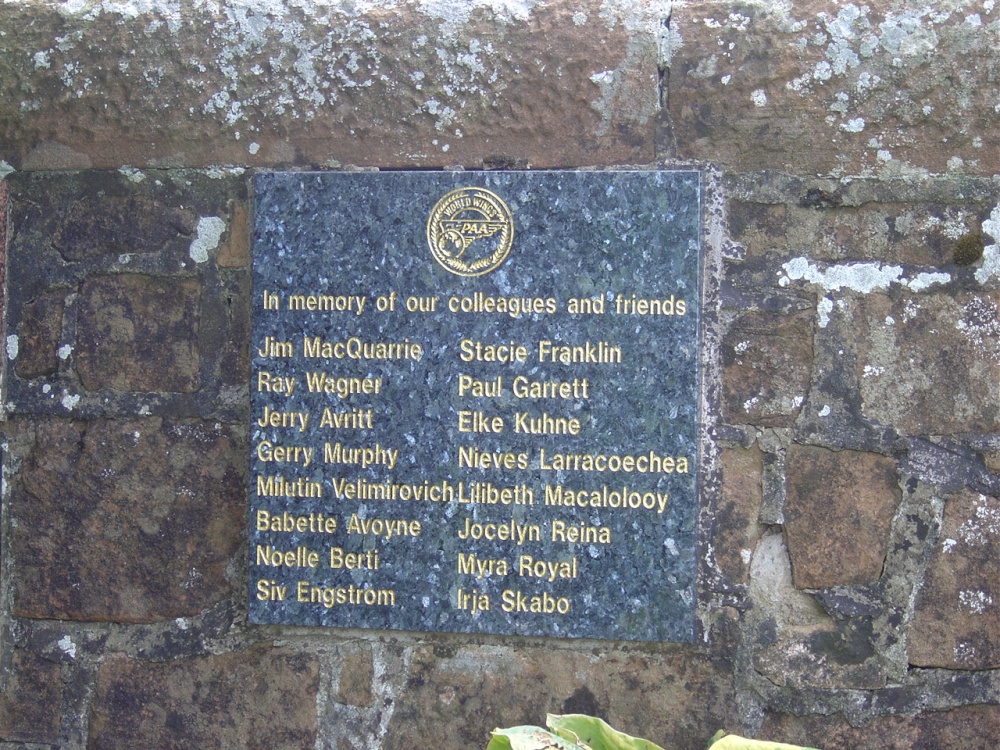 WORLD WINGS
PAA
In memory of our colleagues and friends
Jim MacQuarrie Stacie Franklin
Ray Wagner Paul Garrett
Jerry Avritt Elke Kuhne
Gerry Murphy Nieves Larracoechea
Milutin Velimirovich Lilibeth Macalolooy
Babette Avoyne Jocelyn Reina
Noelle Berti Myra Royal
Siv Engstrom Irja Skabo